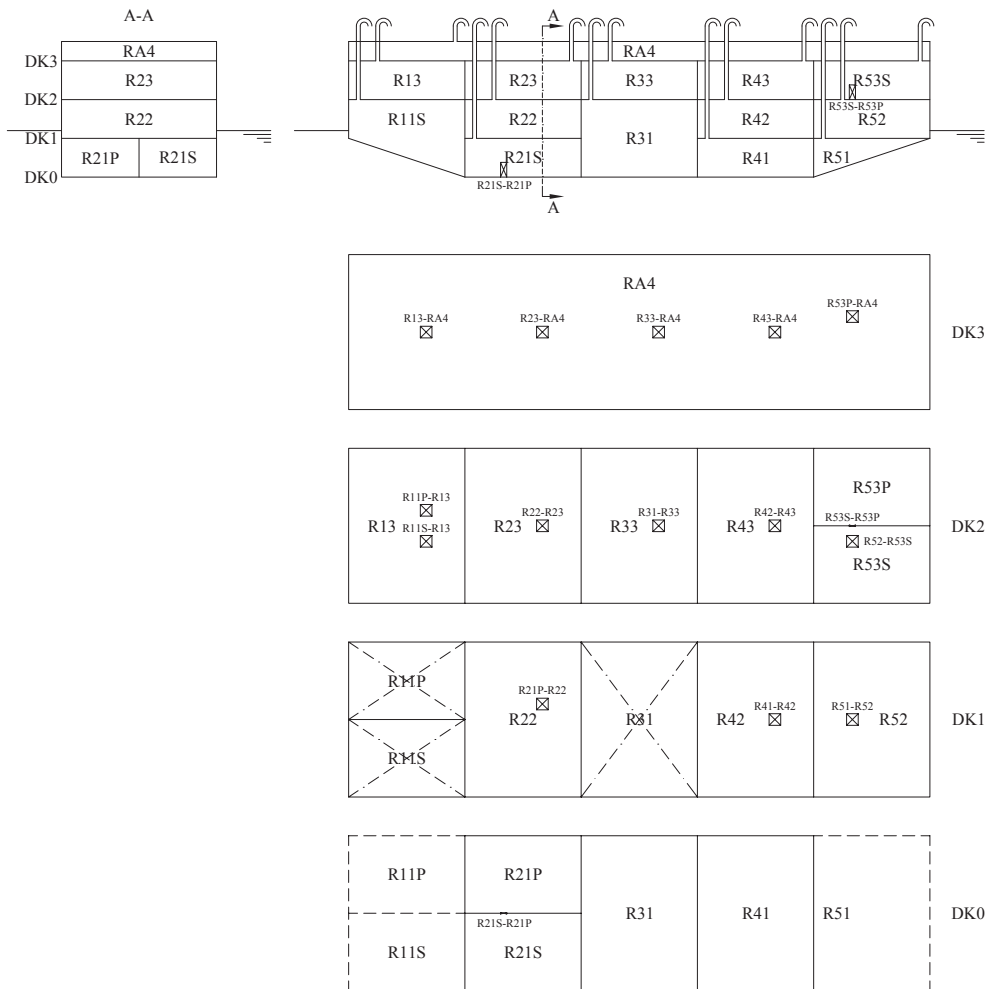 A-A
A
RA4
RA4
DK3
R23
R13
R23
R33
R43
R53S
DK2
R53S-R53P
R22
R11S
R22
R31
R42
R52
DK1
R21P
R21S
R21S
R41
R51
DK0
R21S-R21P
A
RA4
R13-RA4
R23-RA4
R33-RA4
R43-RA4
R53P-RA4
DK3
R53P
R11P-R13
R13
R11S-R13
R22-R23
R23
R31-R33
R33
R42-R43
R43
R53S-R53P
R52-R53S
R53S
DK2
R11P
R21P-R22
R22
R31
R41-R42
R42
R51-R52
R52
DK1
R11S
R11P
R21P
R31
R41
R51
DK0
R21S-R21P
R11S
R21S